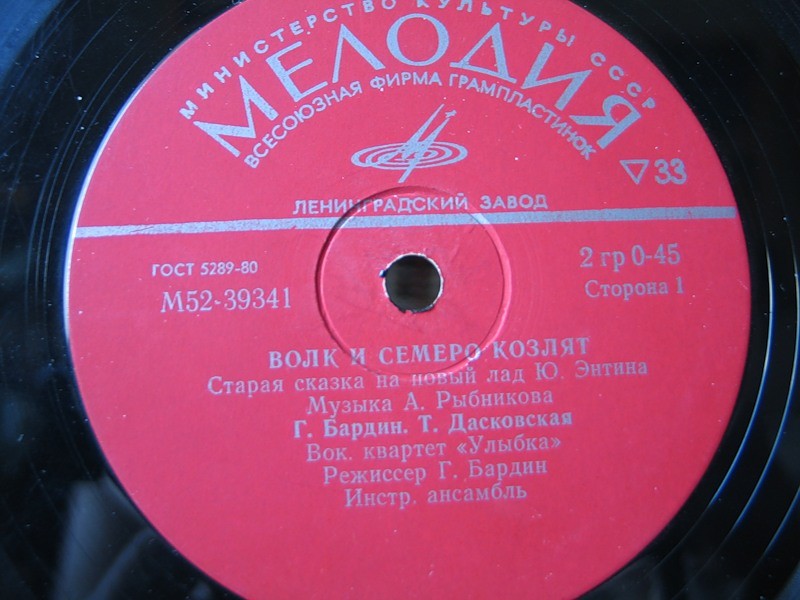 МИНИСТЕРСТВО КУЛЬТУРЫ СССР
МЕЛОДИЯ
ВСЕСОЮЗНАЯ ФИРМА ГРАМПЛАСТИНОК
▽33
ЛЕНИНГРАДСКИЙ ЗАВОД
ГОСТ 5289-80
2 гр 0-45
М52-39341
Сторона 1
ВОЛК И СЕМЕРО КОЗЛЯТ
Старая сказка на новый лад Ю. Энтина
Музыка А. Рыбникова
Г. Бардин. Т. Дасковская
Вок. квартет «Улыбка»
Режиссер Г. Бардин
Инстр. ансамбль